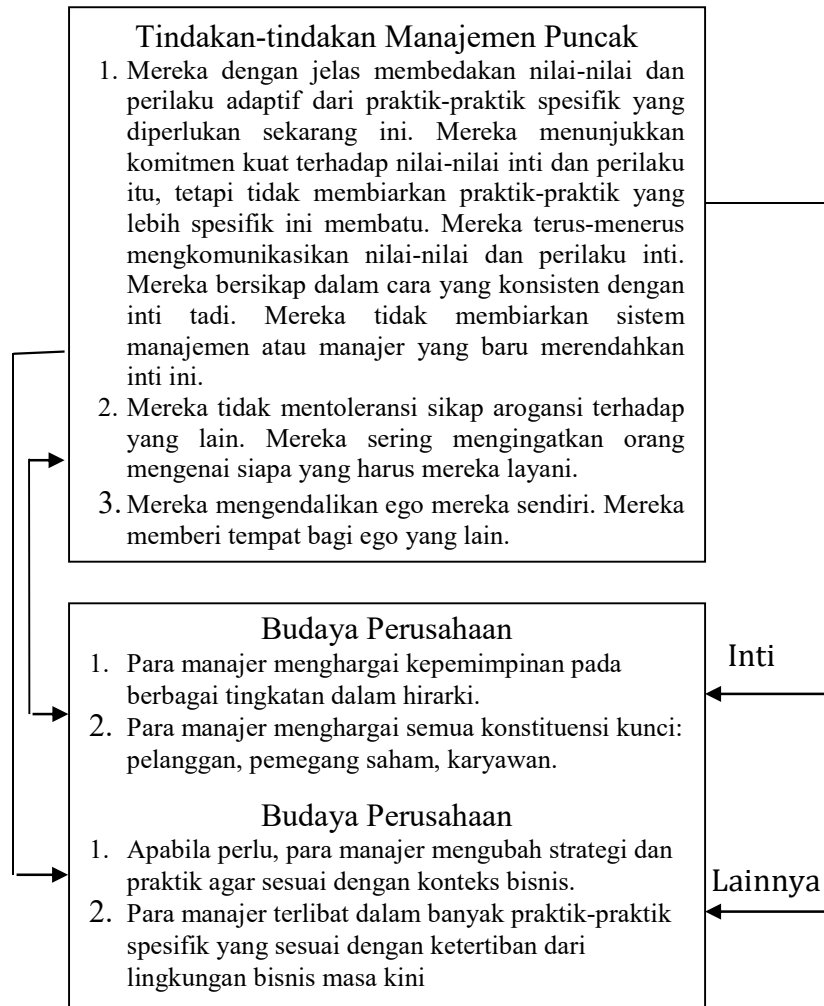 Tindakan-tindakan Manajemen Puncak
1. Mereka dengan jelas membedakan nilai-nilai dan
perilaku adaptif dari praktik-praktik spesifik yang
diperlukan sekarang ini. Mereka menunjukkan
komitmen kuat terhadap nilai-nilai inti dan perilaku
itu, tetapi tidak membiarkan praktik-praktik yang
lebih spesifik ini membatu. Mereka terus-menerus
mengkomunikasikan nilai-nilai dan perilaku inti.
Mereka bersikap dalam cara yang konsisten dengan
inti tadi. Mereka tidak membiarkan sistem
manajemen atau manajer yang baru merendahkan
inti ini.
2. Mereka tidak mentoleransi sikap arogansi terhadap
yang lain. Mereka sering mengingatkan orang
mengenai siapa yang harus mereka layani.
3. Mereka mengendalikan ego mereka sendiri. Mereka
memberi tempat bagi ego yang lain.
Budaya Perusahaan
1. Para manajer menghargai kepemimpinan pada
berbagai tingkatan dalam hirarki.
2. Para manajer menghargai semua konstituensi kunci:
pelanggan, pemegang saham, karyawan.
Inti
Budaya Perusahaan
1. Apabila perlu, para manajer mengubah strategi dan
praktik agar sesuai dengan konteks bisnis.
2. Para manajer terlibat dalam banyak praktik-praktik
spesifik yang sesuai dengan ketertiban dari
lingkungan bisnis masa kini
Lainnya